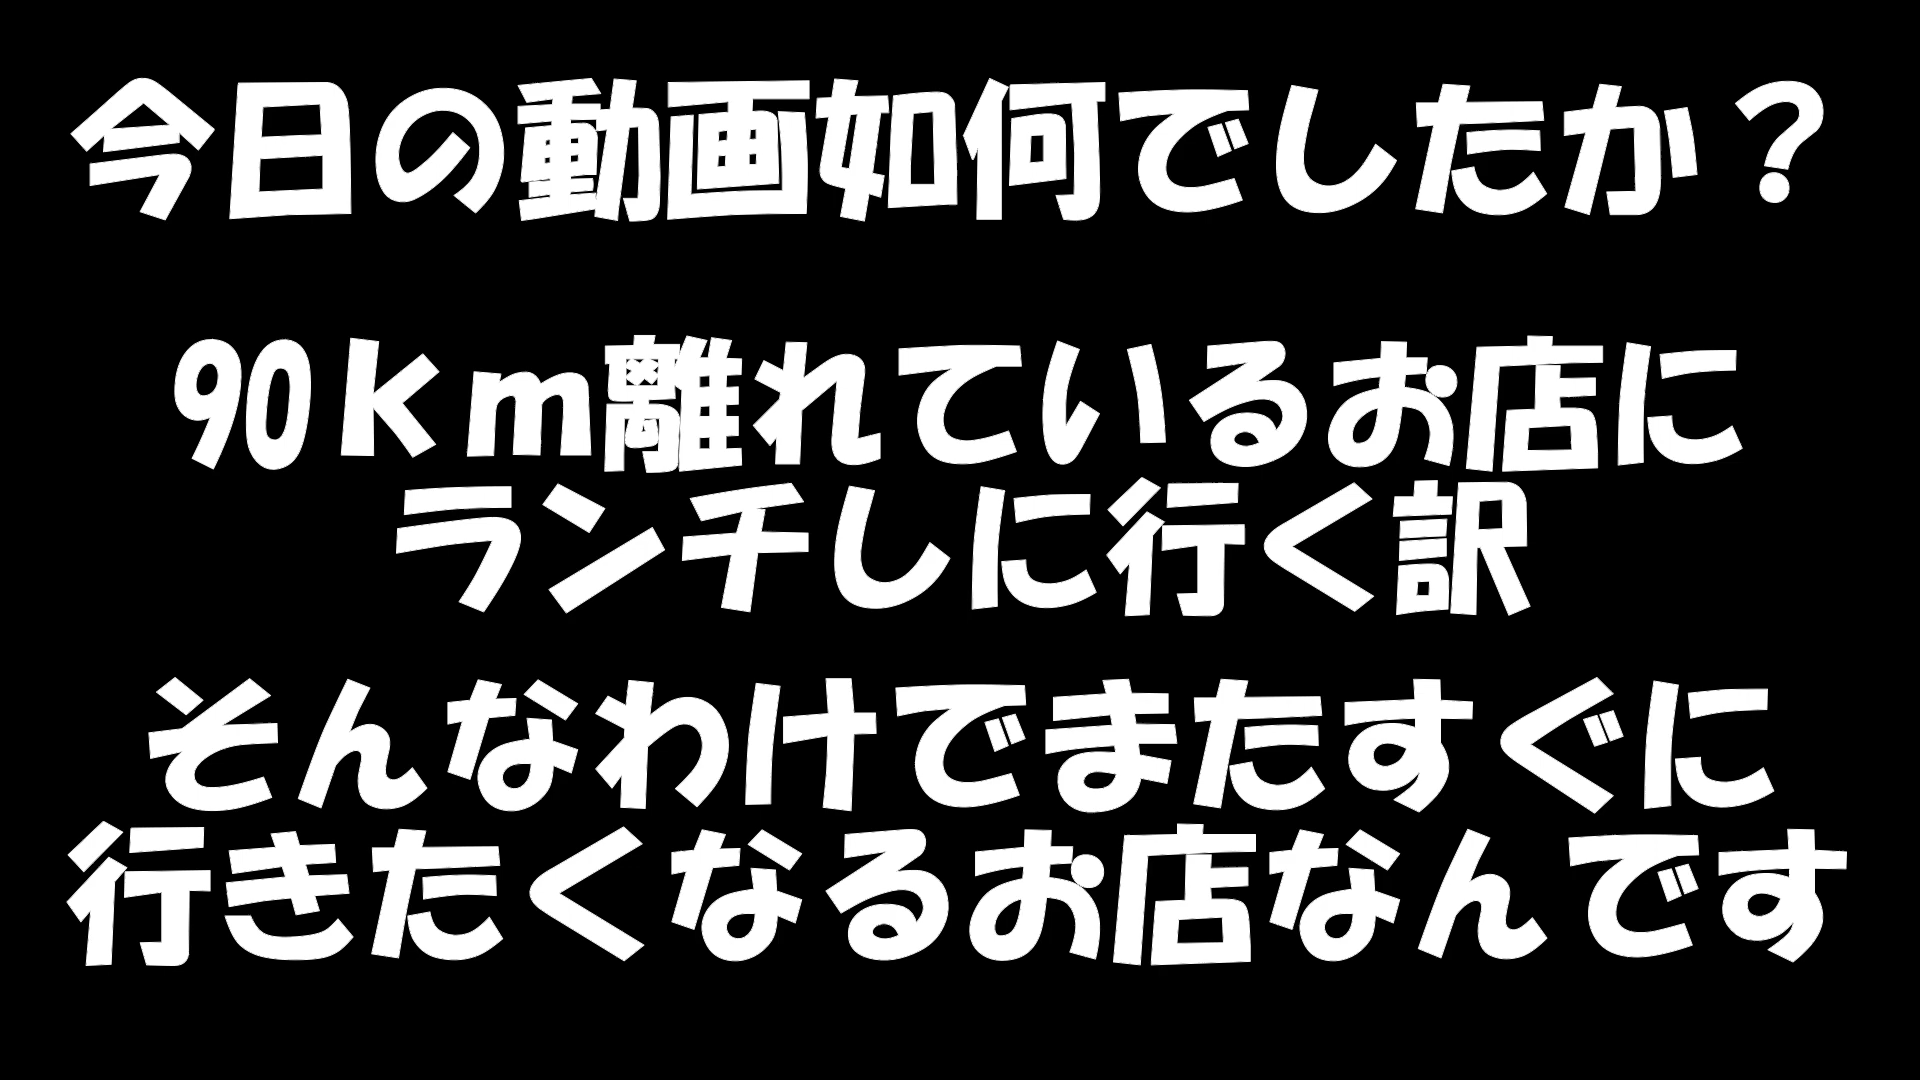 今日の動画如何でしたか？
90ｋｍ離れているお店に
ランチしに行く訳
そんなわけでまたすぐに
行きたくなるお店なんです